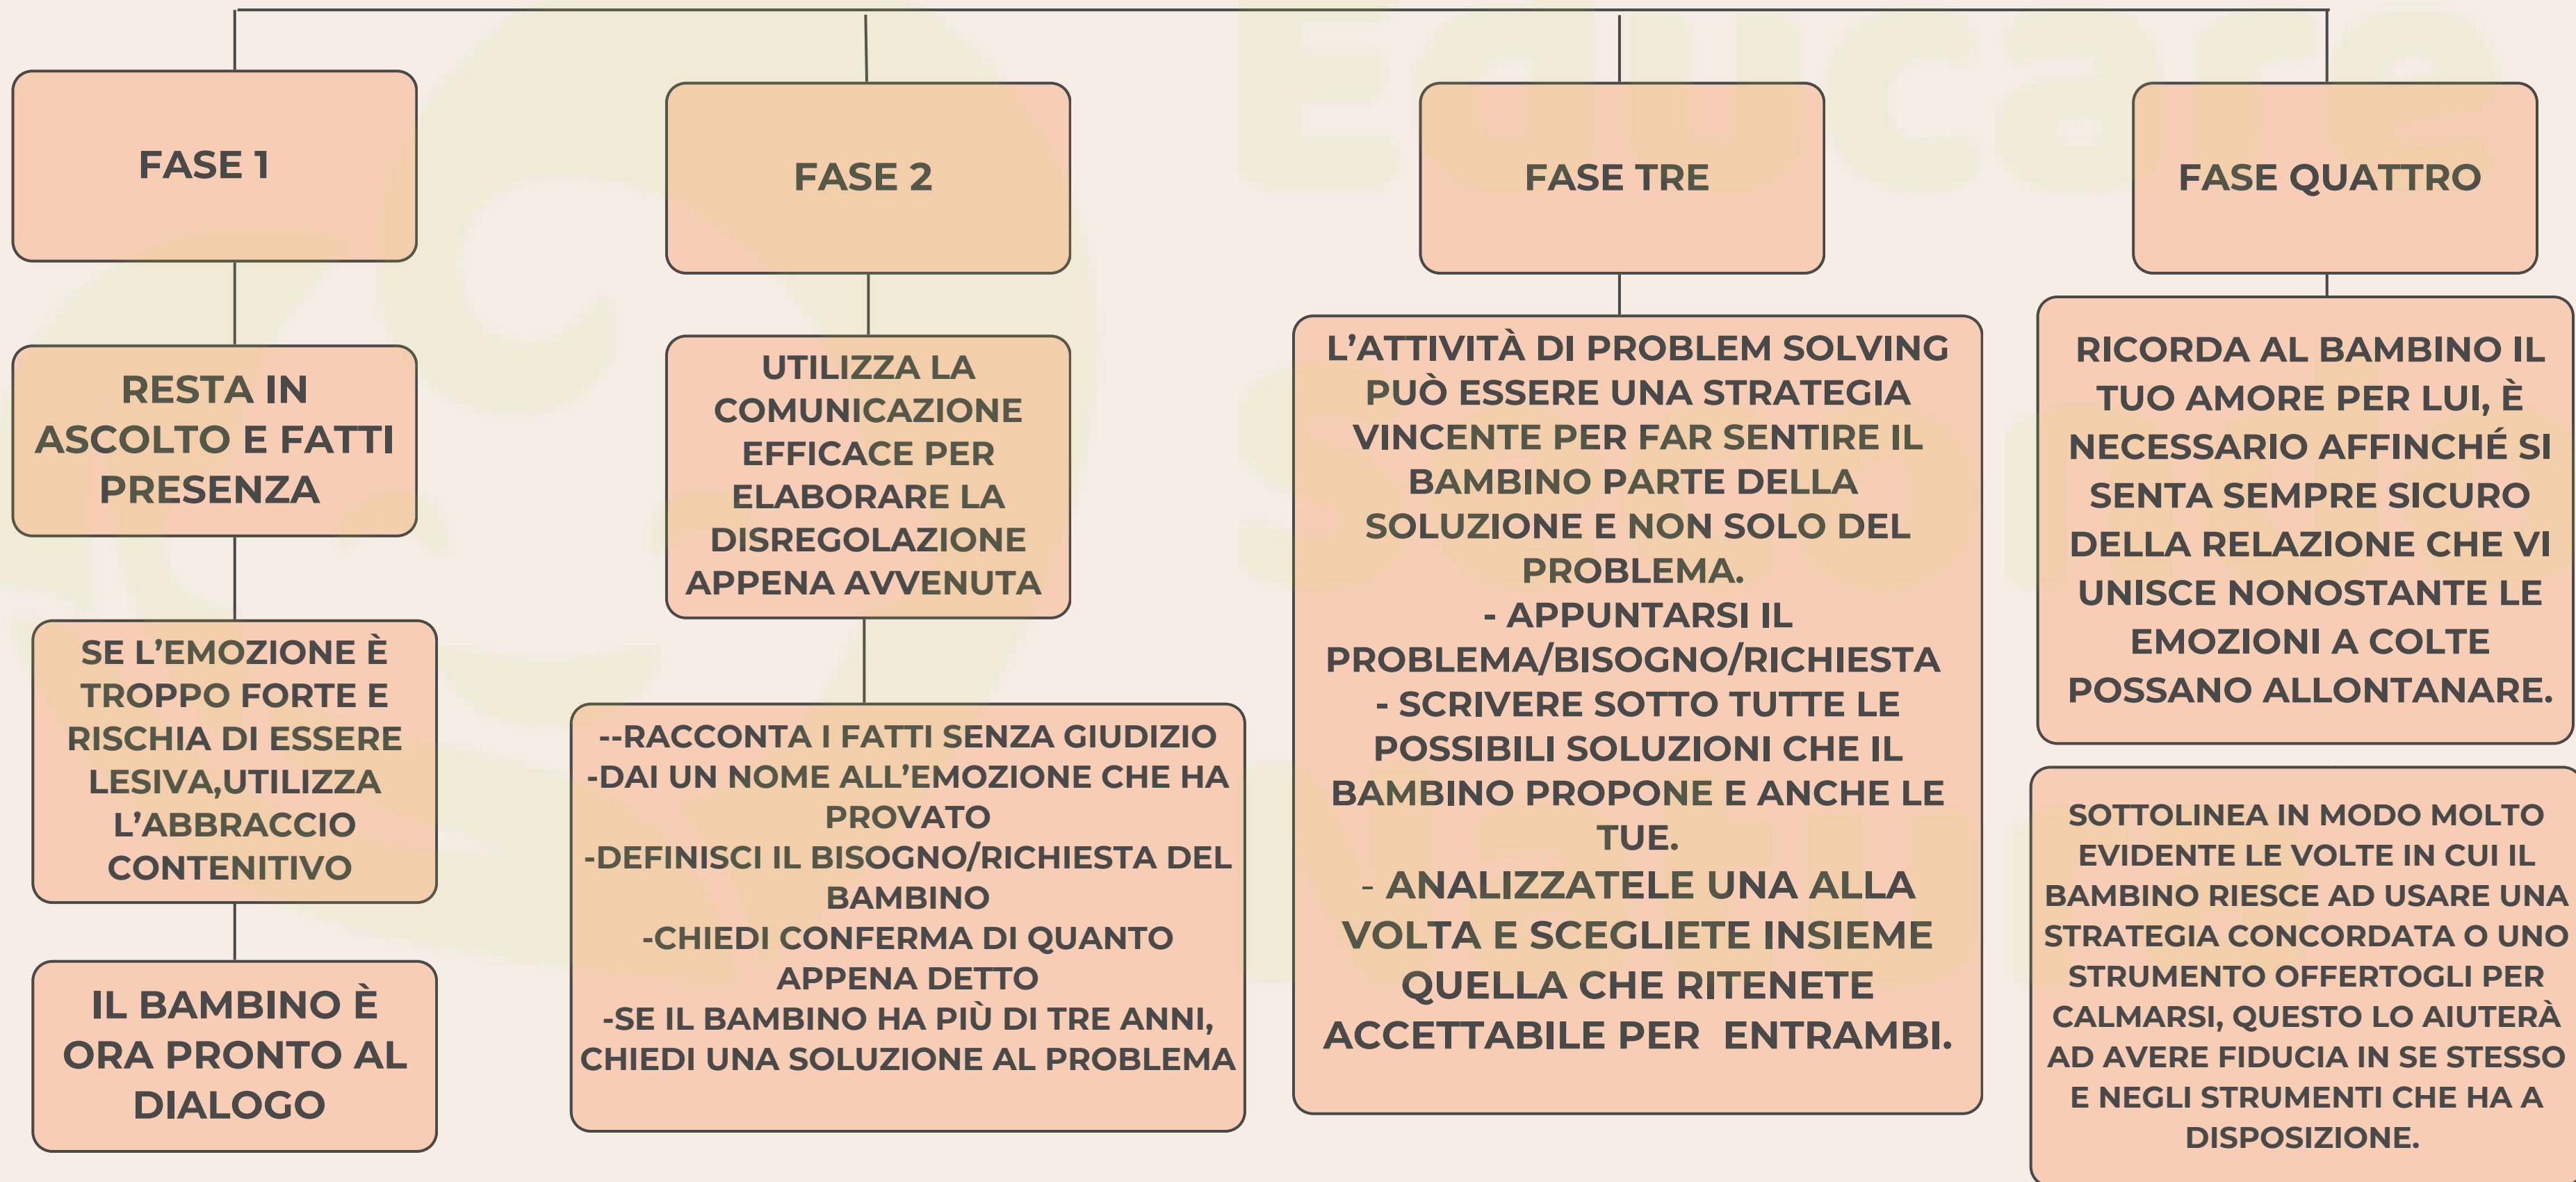 FASE 1
RESTA IN
ASCOLTO E FATTI
PRESENZA
SE L'EMOZIONE È
TROPPO FORTE E
RISCHIA DI ESSERE
LESIVA,UTILIZZA
L'ABBRACCIO
CONTENITIVO
IL BAMBINO È
ORA PRONTO AL
DIALOGO
FASE 2
UTILIZZA LA
COMUNICAZIONE
EFFICACE PER
ELABORARE LA
DISREGOLAZIONE
APPENA AVVENUTA
--RACCONTA I FATTI SENZA GIUDIZIO
-DAI UN NOME ALL'EMOZIONE CHE HA
PROVATO
-DEFINISCI IL BISOGNO/RICHIESTA DEL
BAMBINO
-CHIEDI CONFERMA DI QUANTO
APPENA DETTO
-SE IL BAMBINO HA PIÙ DI TRE ANNI,
CHIEDI UNA SOLUZIONE AL PROBLEMA
FASE TRE
L'ATTIVITÀ DI PROBLEM SOLVING
PUÒ ESSERE UNA STRATEGIA
VINCENTE PER FAR SENTIRE IL
BAMBINO PARTE DELLA
SOLUZIONE E NON SOLO DEL
PROBLEMA.
- APPUNTARSI IL
PROBLEMA/BISOGNO/RICHIESTA
- SCRIVERE SOTTO TUTTE LE
POSSIBILI SOLUZIONI CHE IL
BAMBINO PROPONE E ANCHE LE
TUE.
- ANALIZZATELE UNA ALLA
VOLTA E SCEGLIETE INSIEME
QUELLA CHE RITENETE
ACCETTABILE PER ENTRAMBI.
FASE QUATTRO
RICORDA AL BAMBINO IL
TUO AMORE PER LUI, È
NECESSARIO AFFINCHÉ SI
SENTA SEMPRE SICURO
DELLA RELAZIONE CHE VI
UNISCE NONOSTANTE LE
EMOZIONI A COLTE
POSSANO ALLONTANARE.
SOTTOLINEA IN MODO MOLTO
EVIDENTE LE VOLTE IN CUI IL
BAMBINO RIESCE AD USARE UNA
STRATEGIA CONCORDATA O UNO
STRUMENTO OFFERTOGLI PER
CALMARSI, QUESTO LO AIUTERÀ
AD AVERE FIDUCIA IN SE STESSO
E NEGLI STRUMENTI CHE HA A
DISPOSIZIONE.
Educare